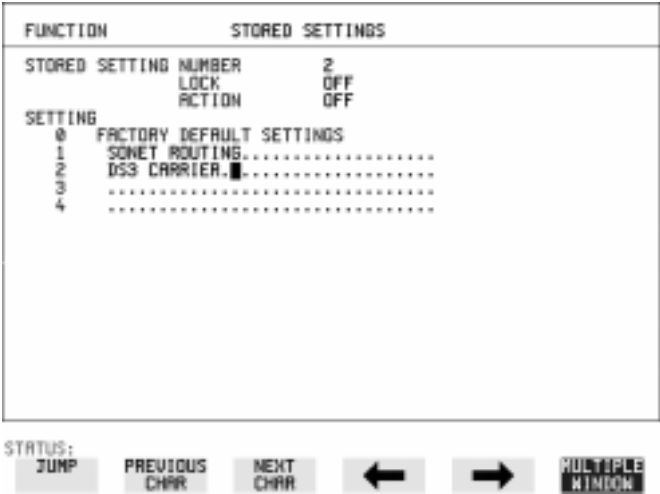 FUNCTION STORED SETTINGS
STORED SETTING NUMBER 2
LOCK OFF
ACTION OFF
SETTING
0 FACTORY DEFAULT SETTINGS
1 SONET ROUTING...................
2 DS3 CARRIER.█...................
3 ................................
4 ................................
STATUS:
JUMP PREVIOUS CHAR NEXT CHAR MULTIPLE WINDOW